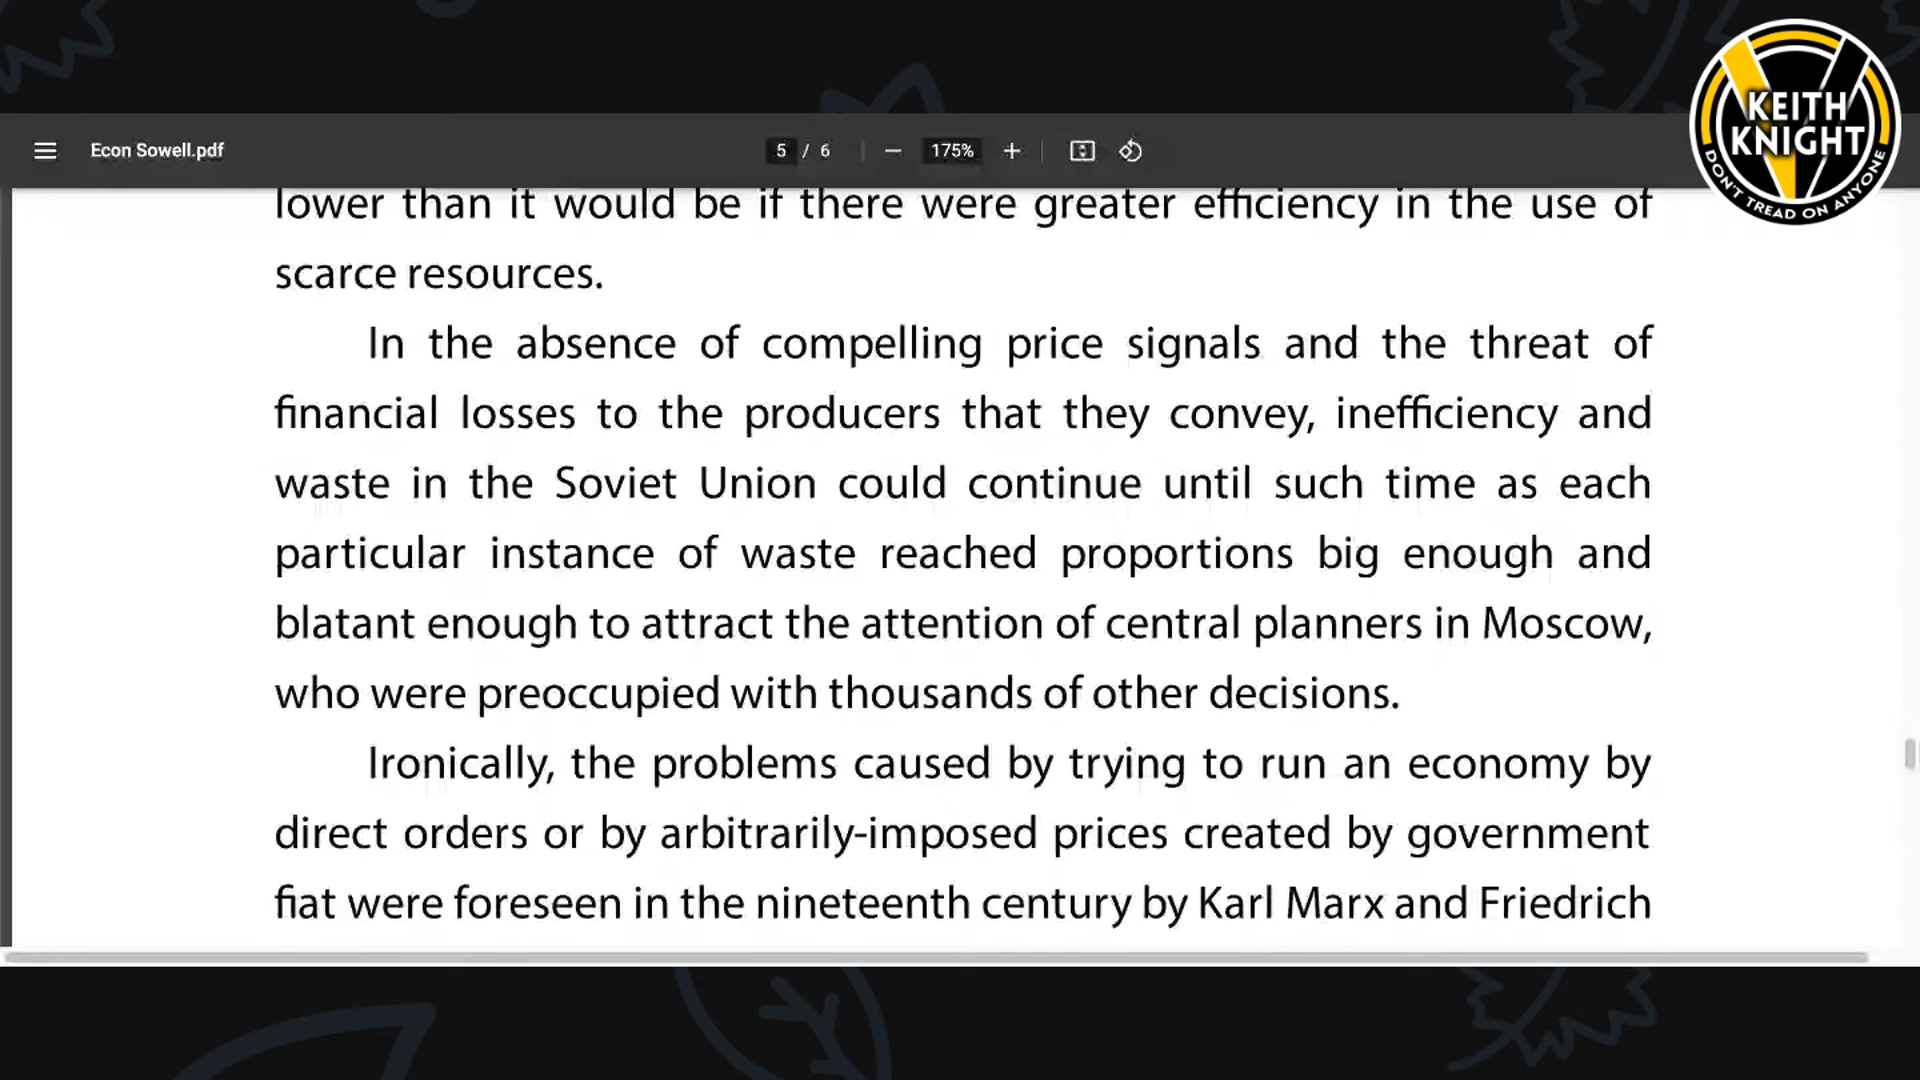 KEITH
KNIGHT
DON'T TREAD ON ANYONE
Econ Sowell.pdf
5 / 6
175%
lower than it would be if there were greater efficiency in the use of
scarce resources.
In the absence of compelling price signals and the threat of
financial losses to the producers that they convey, inefficiency and
waste in the Soviet Union could continue until such time as each
particular instance of waste reached proportions big enough and
blatant enough to attract the attention of central planners in Moscow,
who were preoccupied with thousands of other decisions.
Ironically, the problems caused by trying to run an economy by
direct orders or by arbitrarily-imposed prices created by government
fiat were foreseen in the nineteenth century by Karl Marx and Friedrich